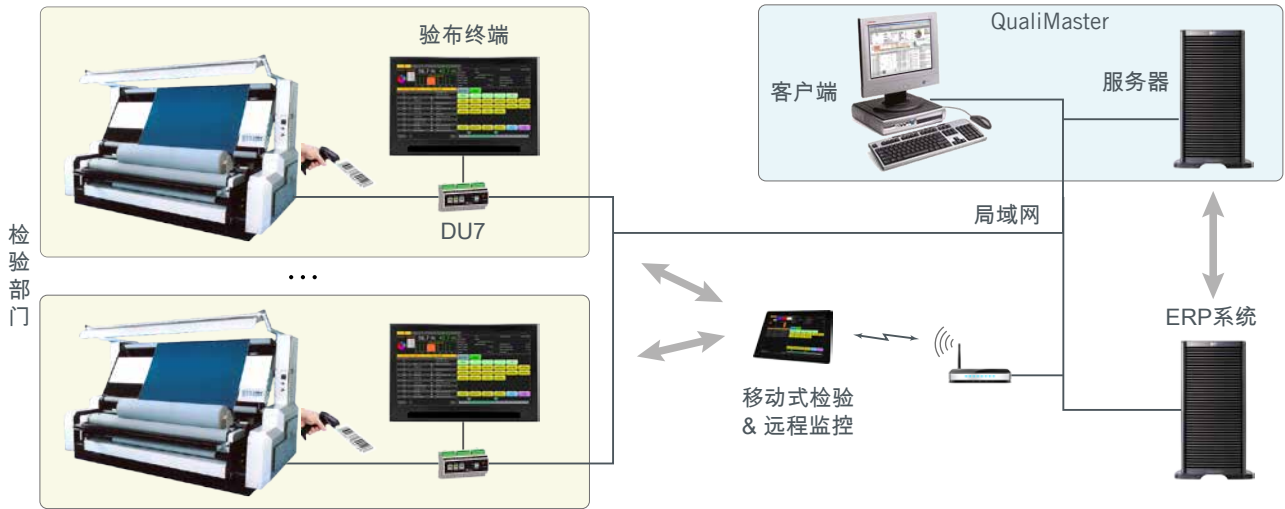 验布终端
DU7
检
验
部
门
...
QualiMaster
客户端
服务器
局域网
ERP系统
移动式检验
& 远程监控